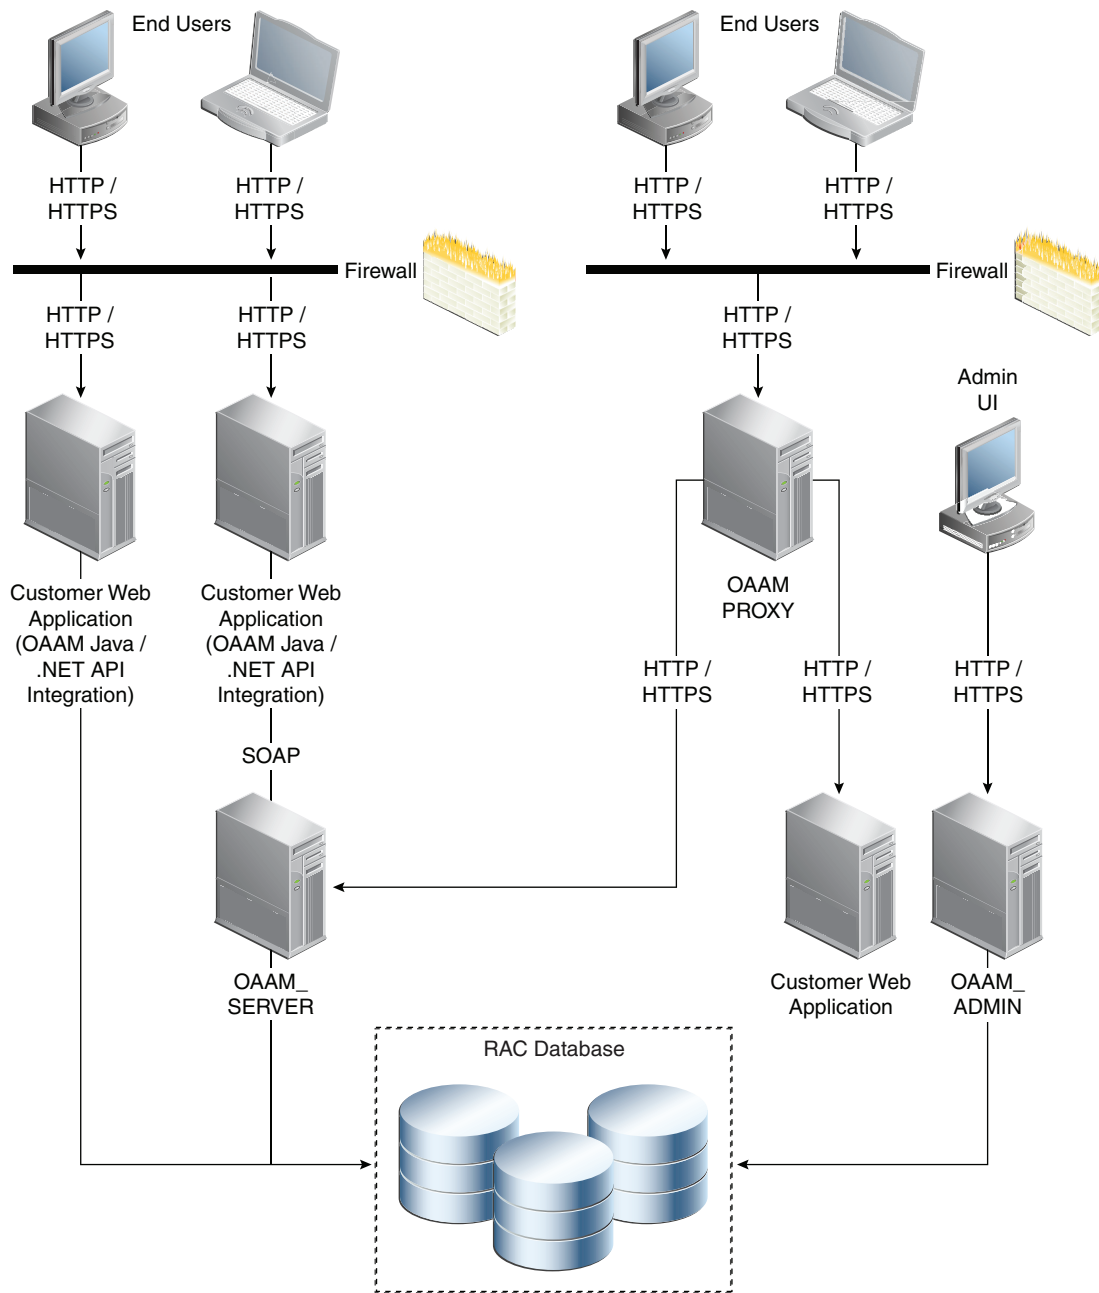 End Users
End Users
HTTP /
HTTPS
HTTP /
HTTPS
HTTP /
HTTPS
HTTP /
HTTPS
Firewall
Firewall
HTTP /
HTTPS
HTTP /
HTTPS
HTTP /
HTTPS
Admin
UI
Customer Web
Application
(OAAM Java /
.NET API
Integration)
Customer Web
Application
(OAAM Java /
.NET API
Integration)
OAAM
PROXY
HTTP /
HTTPS
HTTP /
HTTPS
HTTP /
HTTPS
SOAP
OAAM_
SERVER
Customer Web
Application
OAAM_
ADMIN
RAC Database